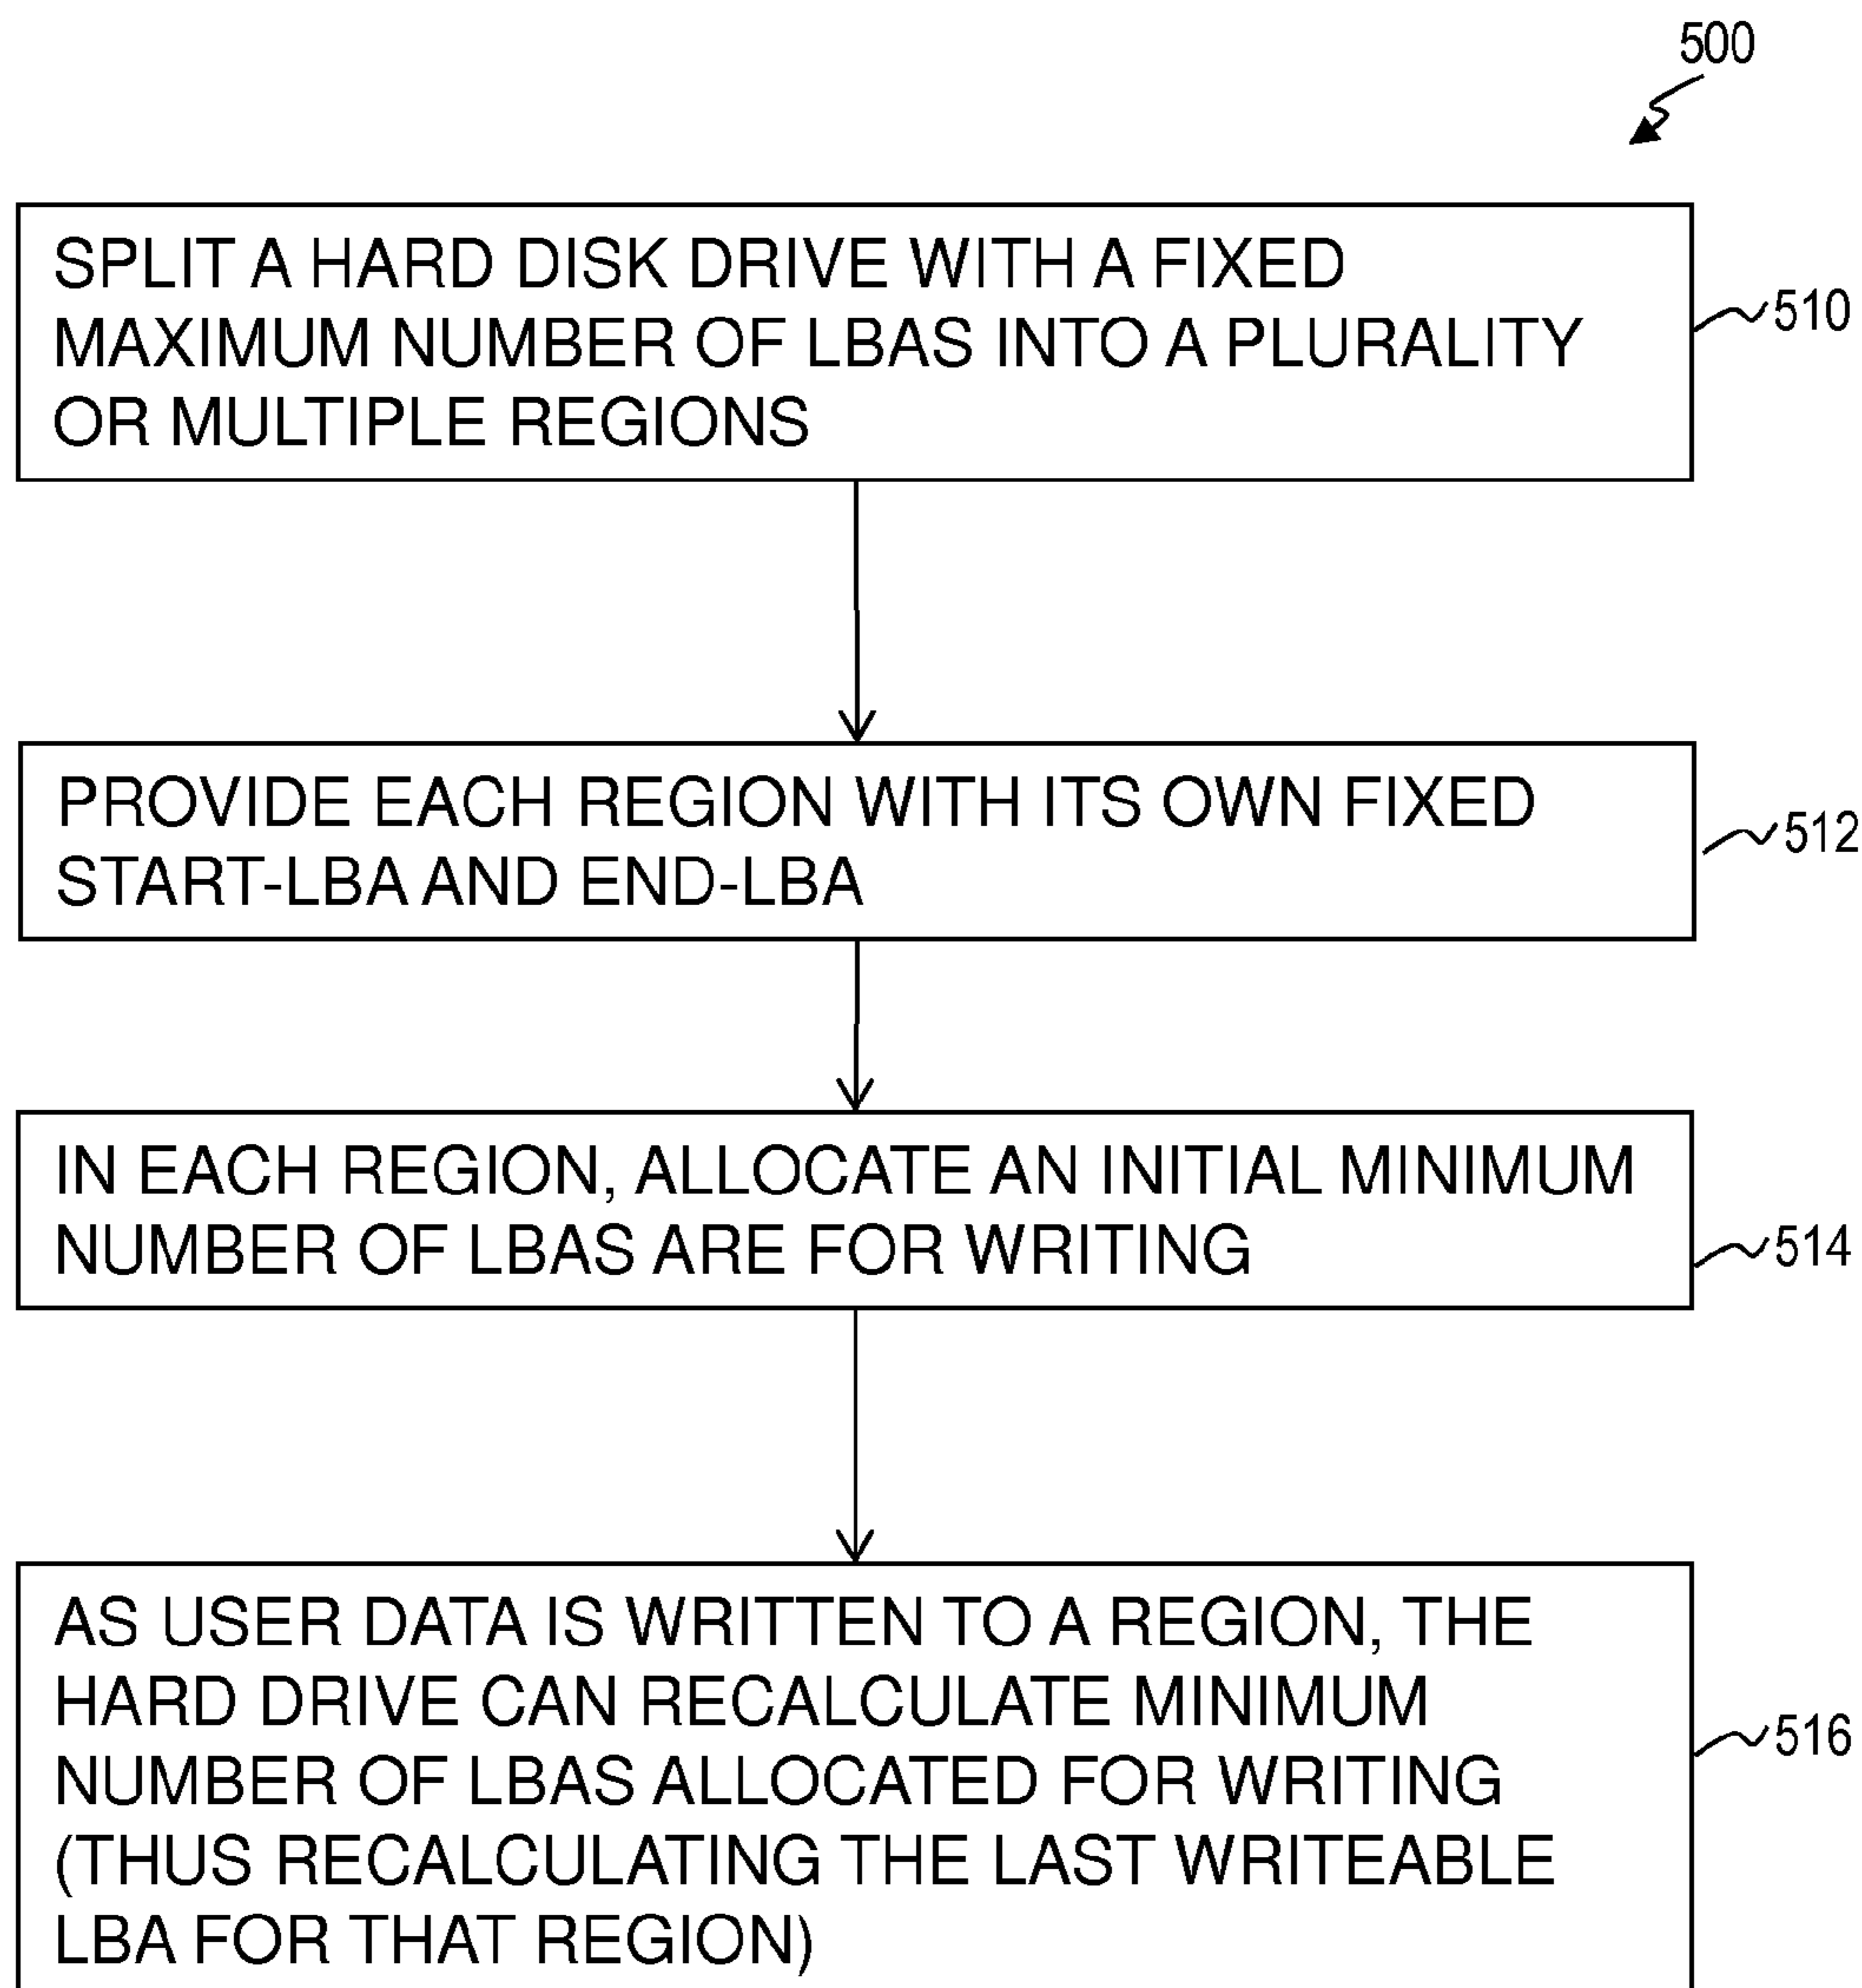 500
SPLIT A HARD DISK DRIVE WITH A FIXED
MAXIMUM NUMBER OF LBAS INTO A PLURALITY
OR MULTIPLE REGIONS
510
PROVIDE EACH REGION WITH ITS OWN FIXED
START-LBA AND END-LBA
512
IN EACH REGION, ALLOCATE AN INITIAL MINIMUM
NUMBER OF LBAS ARE FOR WRITING
514
AS USER DATA IS WRITTEN TO A REGION, THE
HARD DRIVE CAN RECALCULATE MINIMUM
NUMBER OF LBAS ALLOCATED FOR WRITING
(THUS RECALCULATING THE LAST WRITEABLE
LBA FOR THAT REGION)
516